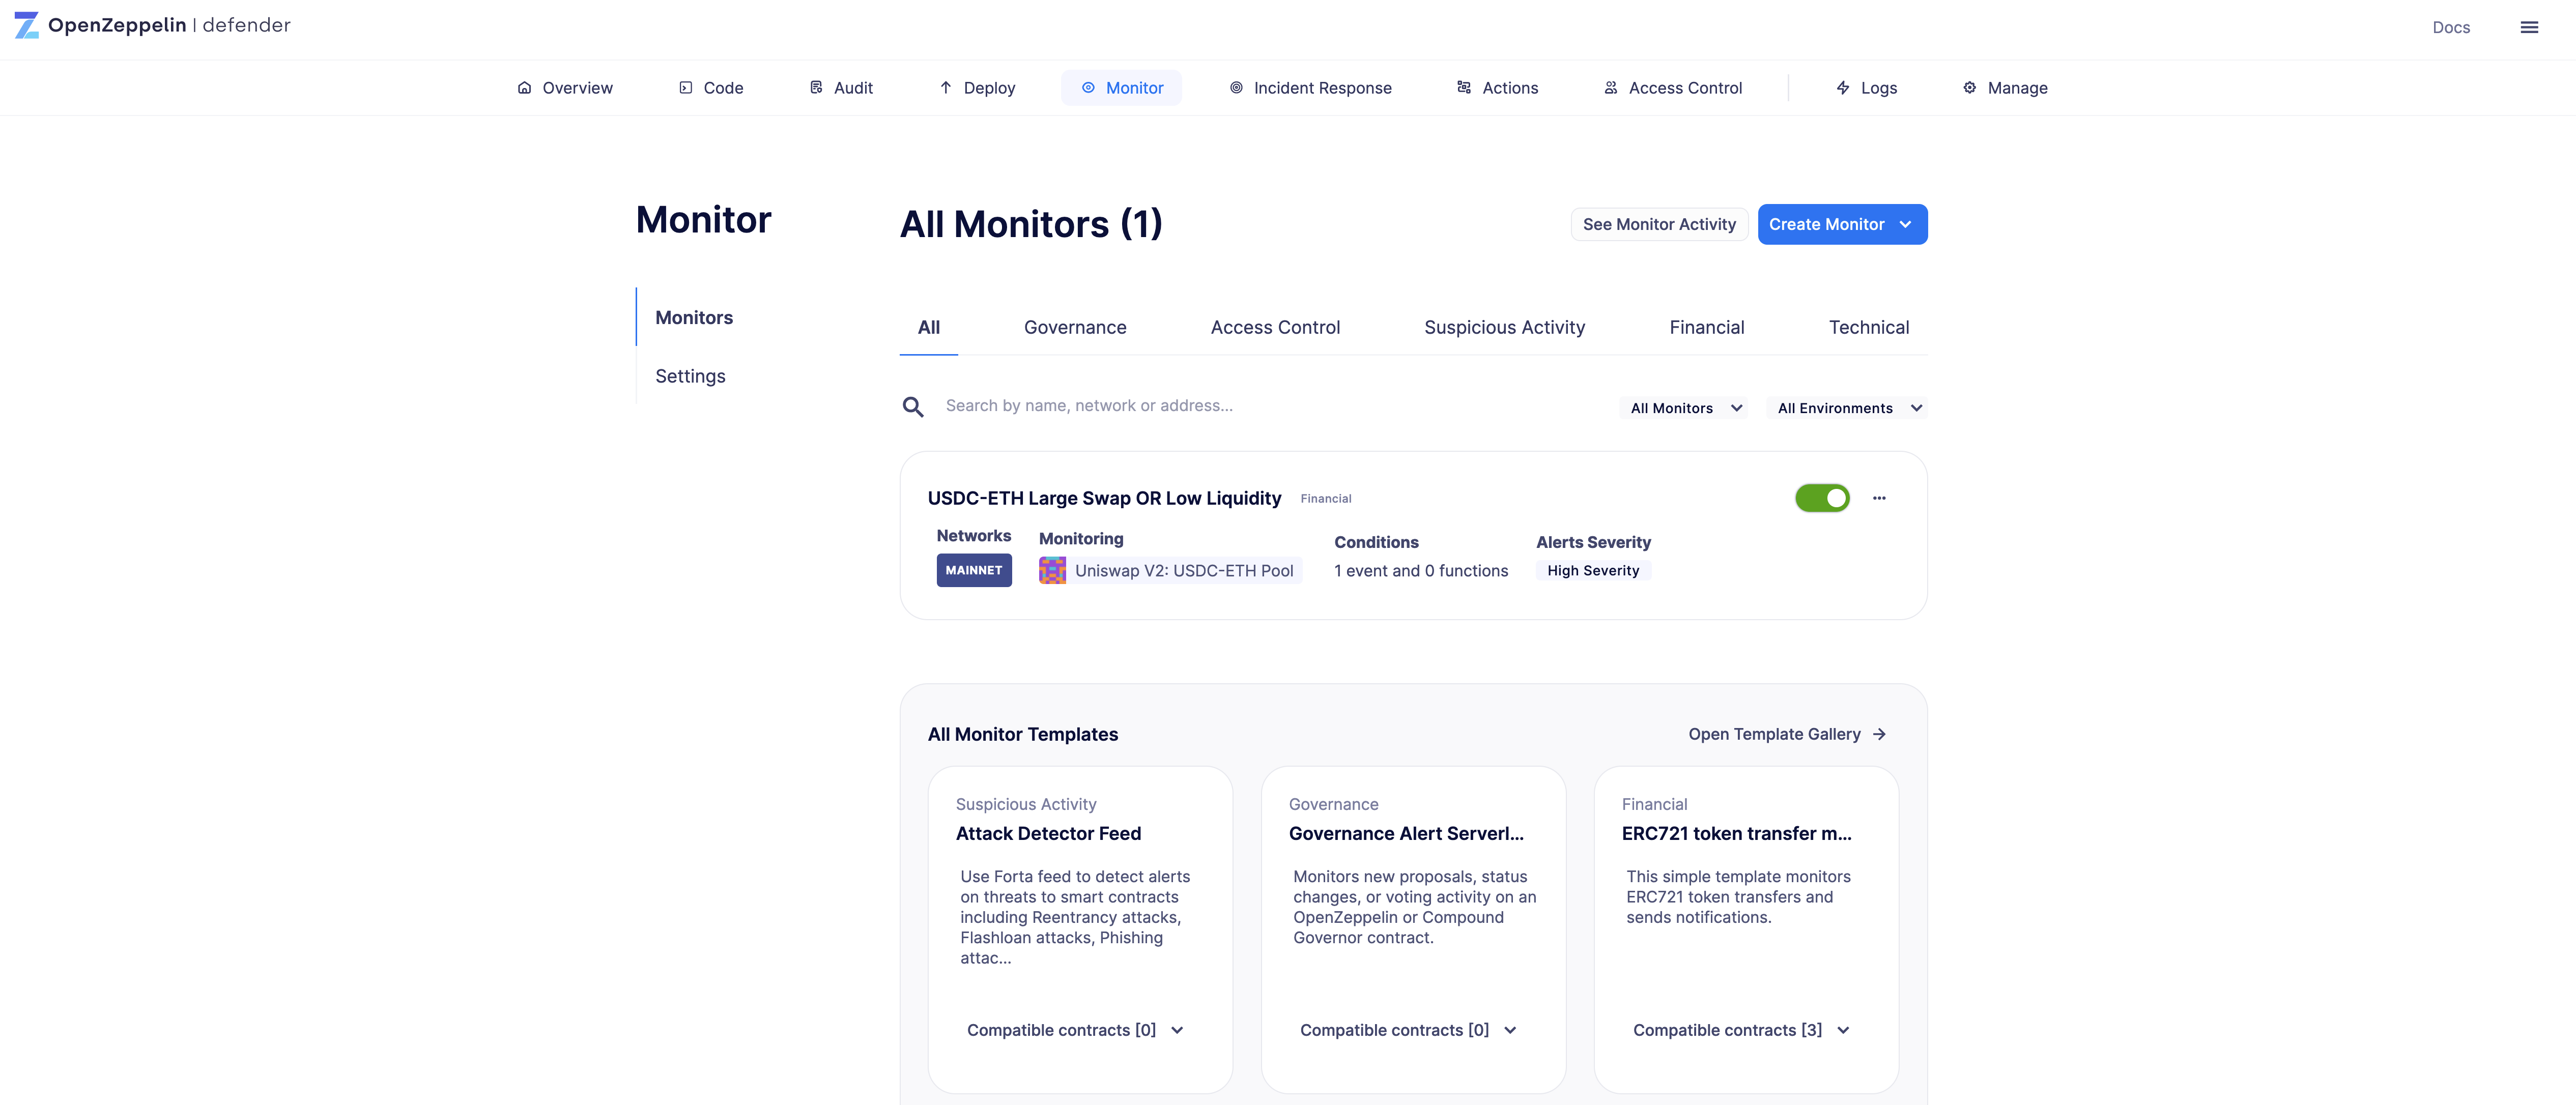 OpenZeppelin | defender
Docs
Overview Code Audit Deploy Monitor Incident Response Actions Access Control Logs Manage
Monitor
Monitors
Settings
All Monitors (1)
See Monitor Activity
Create Monitor
All Governance Access Control Suspicious Activity Financial Technical
Search by name, network or address...
All Monitors
All Environments
USDC-ETH Large Swap OR Low Liquidity Financial
Networks
MAINNET
Monitoring
Uniswap V2: USDC-ETH Pool
Conditions
1 event and 0 functions
Alerts Severity
High Severity
All Monitor Templates
Open Template Gallery
Suspicious Activity
Attack Detector Feed
Use Forta feed to detect alerts
on threats to smart contracts
including Reentrancy attacks,
Flashloan attacks, Phishing
attac...
Compatible contracts [0]
Governance
Governance Alert Serverl...
Monitors new proposals, status
changes, or voting activity on an
OpenZeppelin or Compound
Governor contract.
Compatible contracts [0]
Financial
ERC721 token transfer m...
This simple template monitors
ERC721 token transfers and
sends notifications.
Compatible contracts [3]